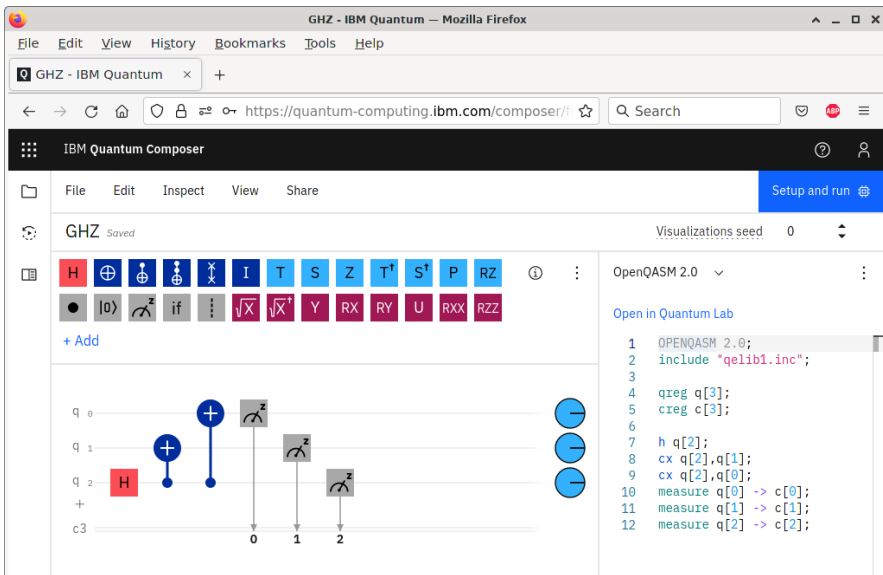 GHZ - IBM Quantum — Mozilla Firefox
File Edit View History Bookmarks Tools Help
Q GHZ - IBM Quantum × +
https://quantum-computing.ibm.com/composer/f Search ABP
IBM Quantum Composer
File Edit Inspect View Share Setup and run
GHZ Saved Visualizations seed 0
H I T S Z T† S† P RZ
|0⟩ z if √X √X† Y RX RY U RXX RZZ
+ Add
q 0 z
q 1 z
q 2 H z
+
c3
0 1 2
OpenQASM 2.0
Open in Quantum Lab
1 OPENQASM 2.0;
2 include "qelib1.inc";
3
4 qreg q[3];
5 creg c[3];
6
7 h q[2];
8 cx q[2],q[1];
9 cx q[2],q[0];
10 measure q[0] -> c[0];
11 measure q[1] -> c[1];
12 measure q[2] -> c[2];